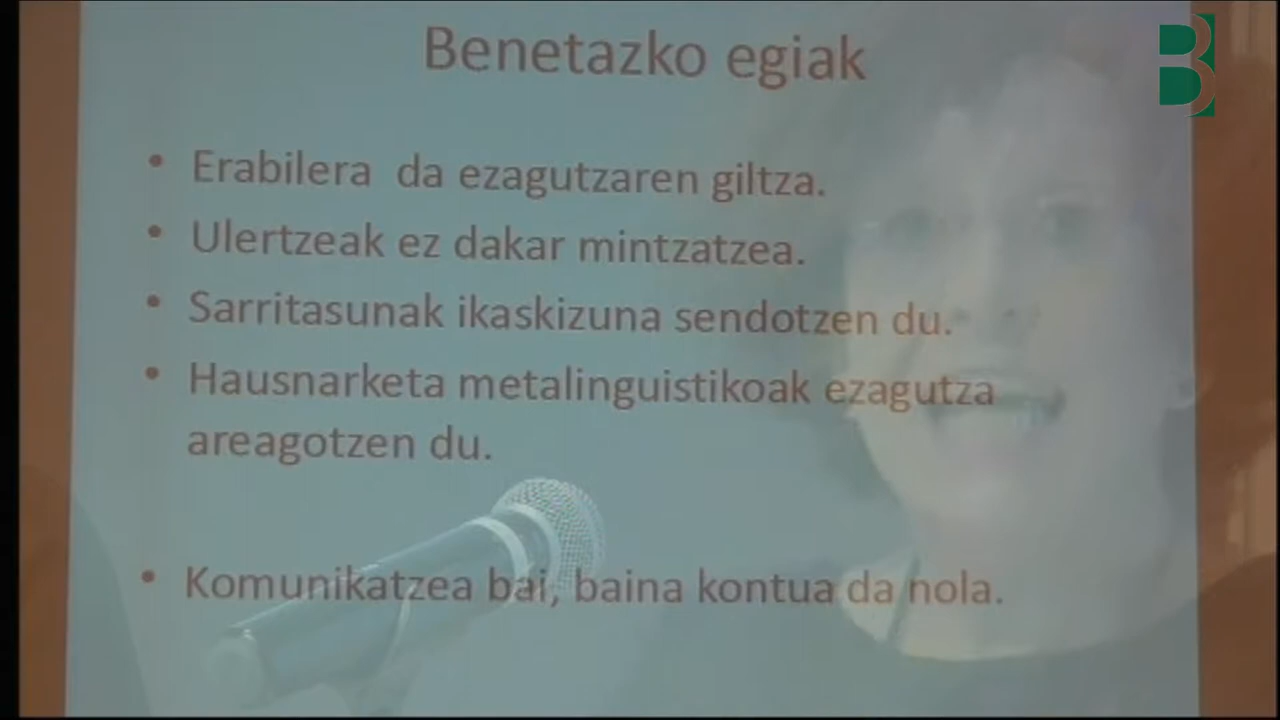 Benetazko egiak
• Erabilera da ezagutzaren giltza.
• Ulertzeak ez dakar mintzatzea.
• Sarritasunak ikaskizuna sendotzen du.
• Hausnarketa metalinguistikoak ezagutza
areagotzen du.
• Komunikatzea bai, baina kontua da nola.
B